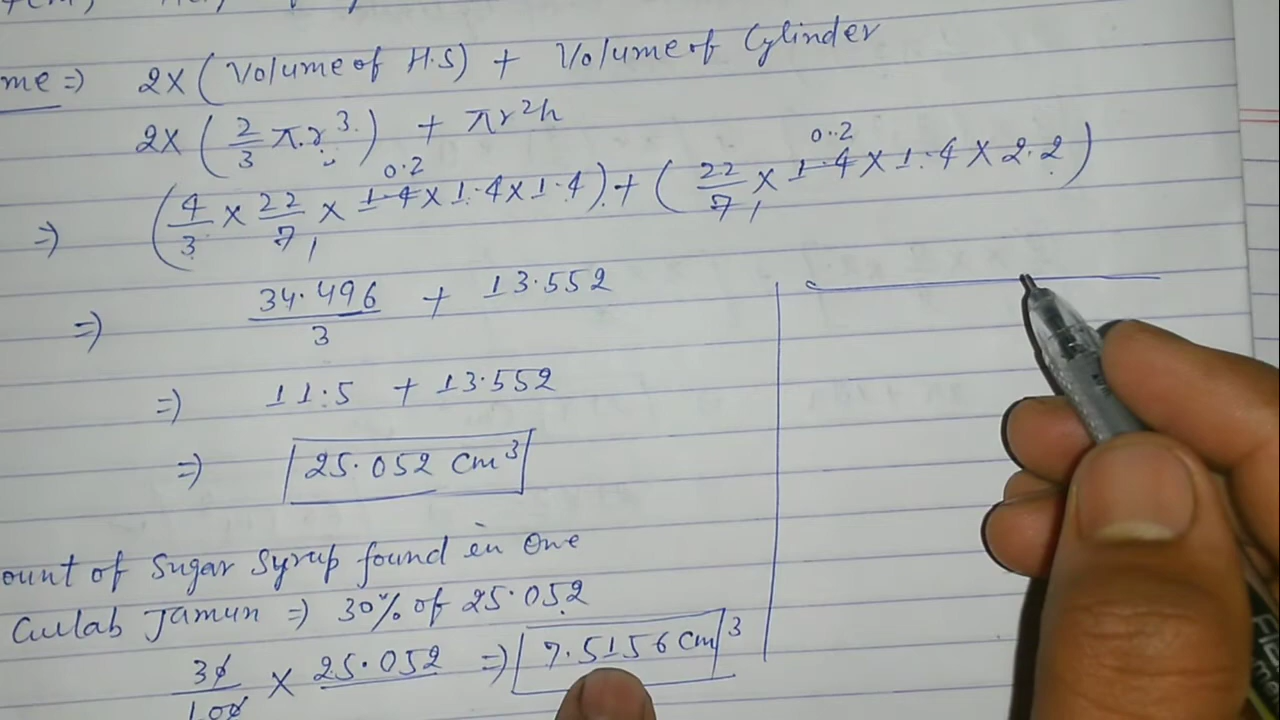 me => 2x (Volume of H.S) + Volume of Cylinder
2x (2/3 π.r³) + πr²h
0.2 0.2
=> (4/3 x 22/7 x 1.4 x 1.4 x 1.4) + (22/7 x 1.4 x 1.4 x 2.2)
1 1
=> 34.496/3 + 13.552
=> 11.5 + 13.552
=> 25.052 cm³
ount of Sugar Syrup found in One
Gulab Jamun => 30% of 25.052
30/100 x 25.052 => 7.5156 cm³